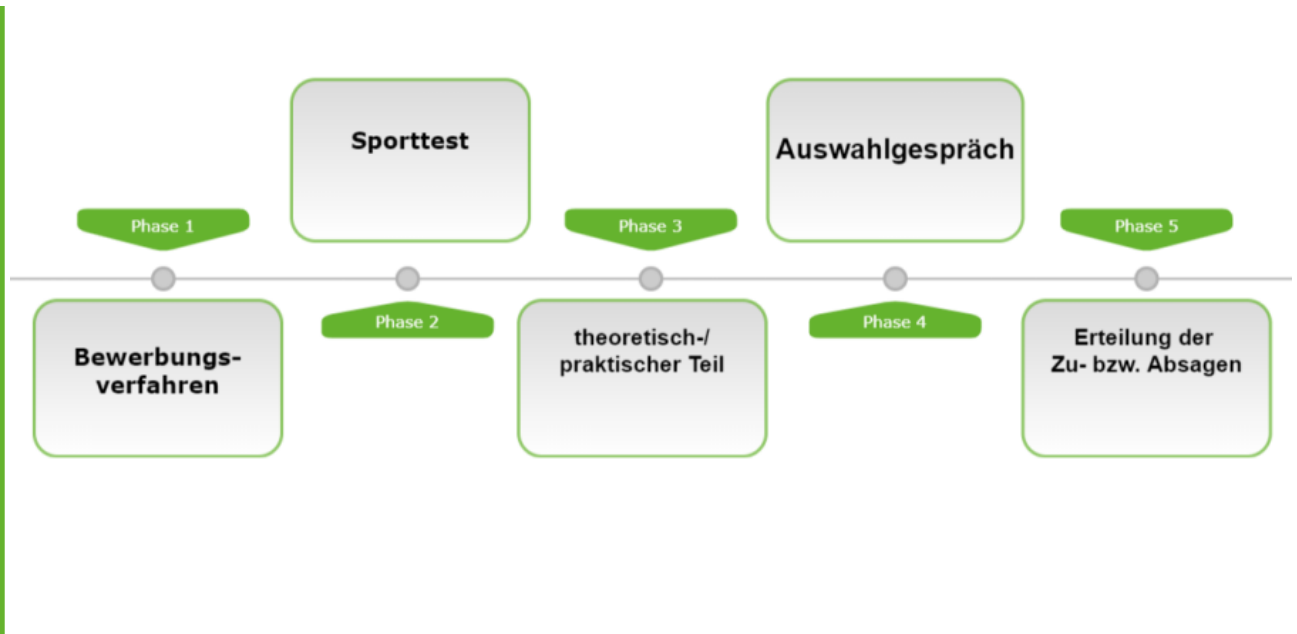 Phase 1
Bewerbungs-
verfahren
Sporttest
Phase 2
Phase 3
theoretisch-/
praktischer Teil
Auswahlgespräch
Phase 4
Phase 5
Erteilung der
Zu- bzw. Absagen